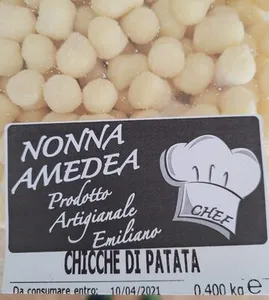 NONNA
AMEDEA
Prodotto
Artigianale
Emiliano
CHEF
CHICCHE DI PATATA
Da consumare entro: 10/04/2021 0,400 kg e